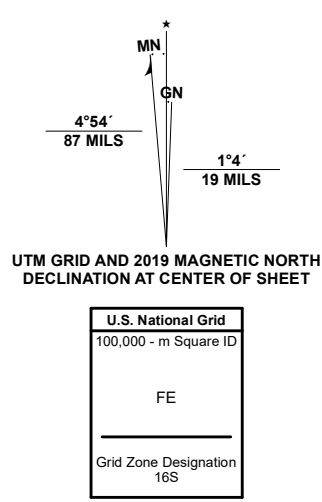 MN
GN
4°54´
87 MILS
1°4´
19 MILS
UTM GRID AND 2019 MAGNETIC NORTH
DECLINATION AT CENTER OF SHEET
U.S. National Grid
100,000 - m Square ID
FE
Grid Zone Designation
16S